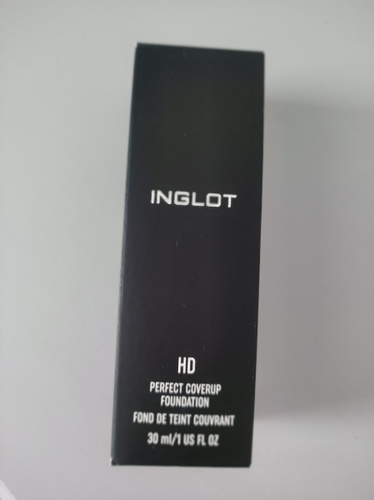 INGLOT
HD
PERFECT COVERUP
FOUNDATION
FOND DE TEINT COUVRANT
30 ml/1 US FL OZ